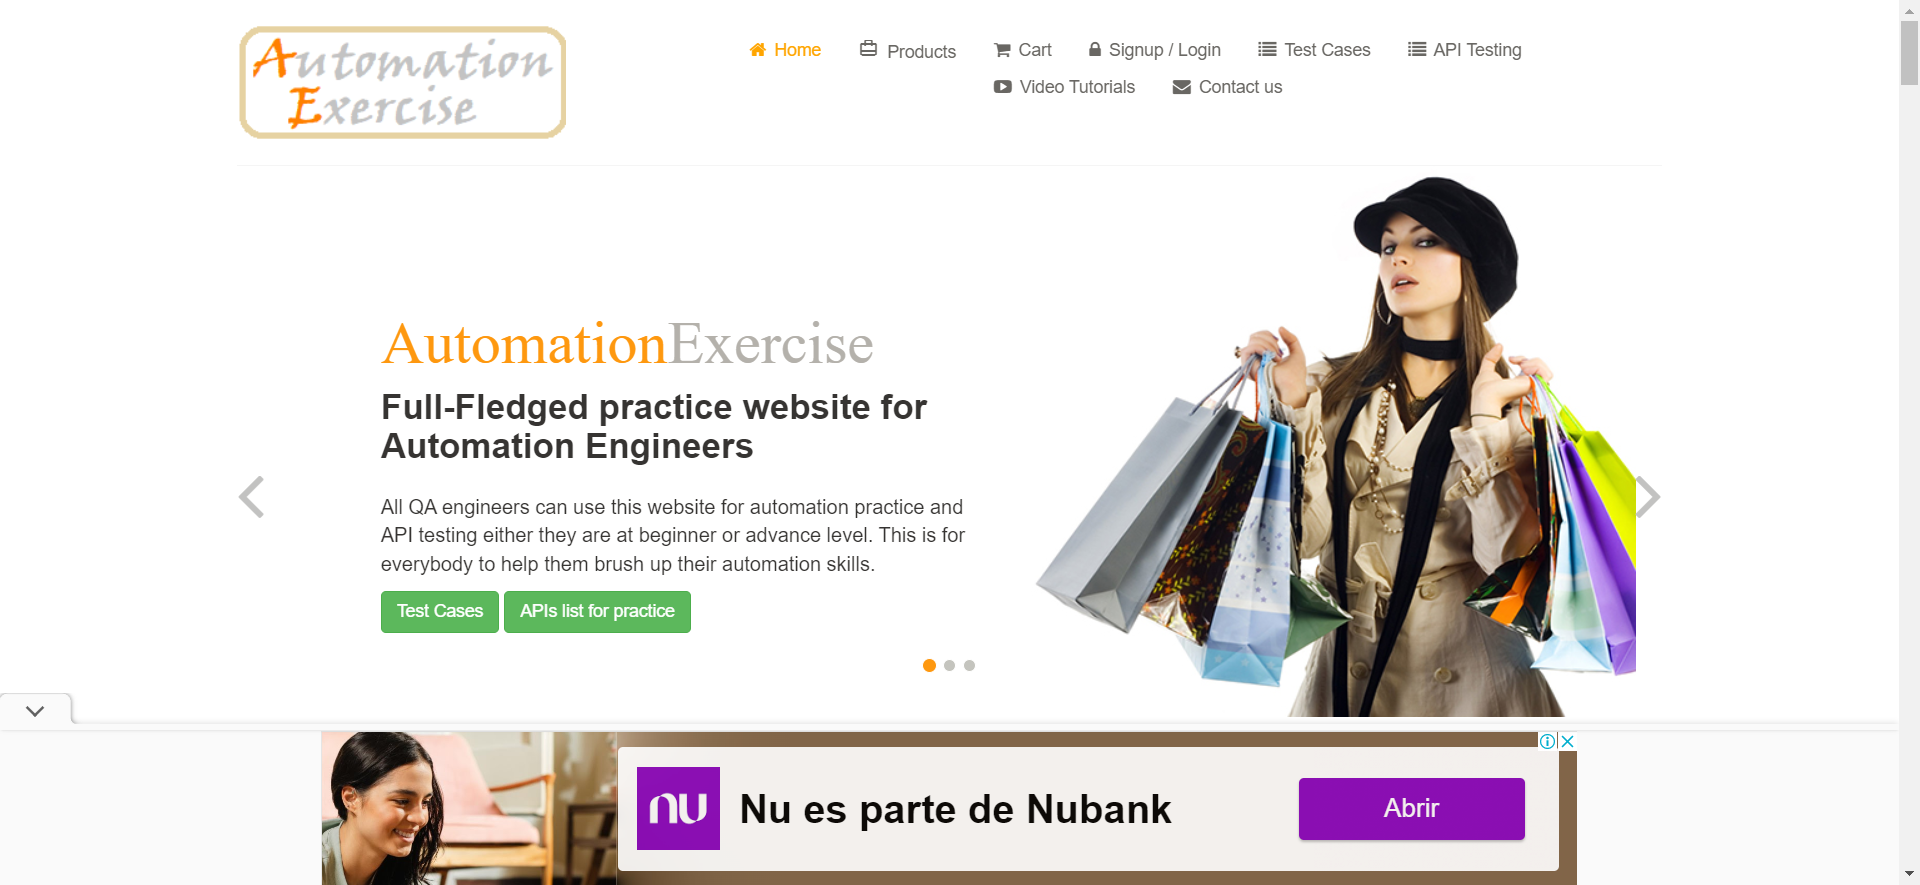 Automation
Exercise
Home
Products
Cart
Signup / Login
Test Cases
API Testing
Video Tutorials
Contact us
AutomationExercise
Full-Fledged practice website for
Automation Engineers
All QA engineers can use this website for automation practice and
API testing either they are at beginner or advance level. This is for
everybody to help them brush up their automation skills.
Test Cases
APIs list for practice
nu
Nu es parte de Nubank
Abrir